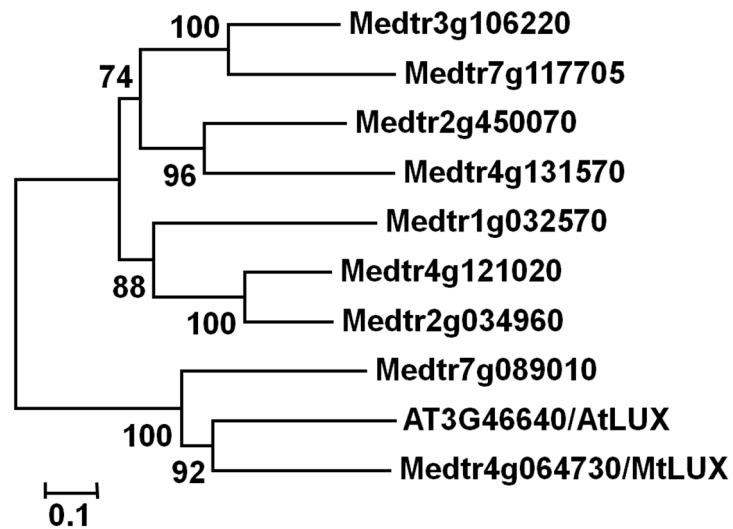 100
Medtr3g106220
74
Medtr7g117705
Medtr2g450070
96
Medtr4g131570
Medtr1g032570
88
Medtr4g121020
100
Medtr2g034960
Medtr7g089010
100
AT3G46640/AtLUX
92
Medtr4g064730/MtLUX
0.1